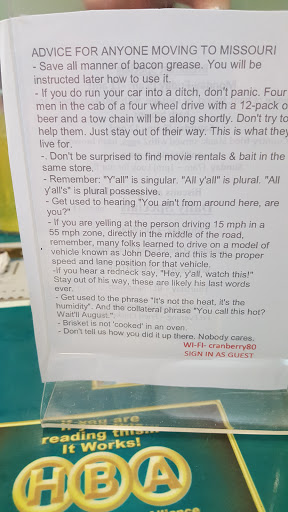 ADVICE FOR ANYONE MOVING TO MISSOURI
- Save all manner of bacon grease. You will be
instructed later how to use it.
- If you do run your car into a ditch, don't panic. Four
men in the cab of a four wheel drive with a 12-pack o
beer and a tow chain will be along shortly. Don't try to
help them. Just stay out of their way. This is what they
live for.
-. Don't be surprised to find movie rentals & bait in the
same store.
- Remember: "Y'all" is singular. "All y'all" is plural. "All
y'all's" is plural possessive.
- Get used to hearing "You ain't from around here, are
you?"
- If you are yelling at the person driving 15 mph in a
55 mph zone, directly in the middle of the road,
remember, many folks learned to drive on a model of
vehicle known as John Deere, and this is the proper
speed and lane position for that vehicle.
-If you hear a redneck say, "Hey, y'all, watch this!"
Stay out of his way, these are likely his last words
ever.
- Get used to the phrase "It's not the heat, it's the
humidity". And the collateral phrase "You call this hot?
Wait'll August.".
- Brisket is not 'cooked' in an oven.
- Don't tell us how you did it up there. Nobody cares.
WI-FI- cranberry80
SIGN IN AS GUEST
If you are
reading this...
It Works!
HBA